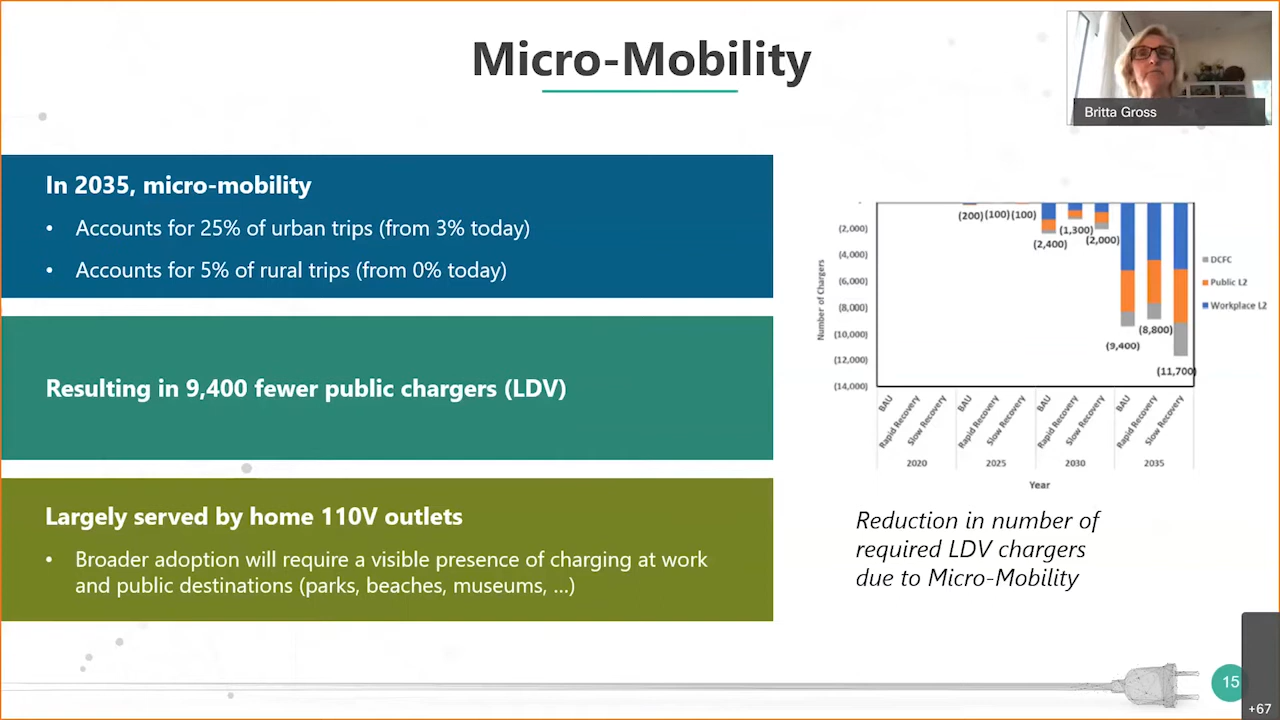 Micro-Mobility
Britta Gross
In 2035, micro-mobility
• Accounts for 25% of urban trips (from 3% today)
• Accounts for 5% of rural trips (from 0% today)
Resulting in 9,400 fewer public chargers (LDV)
Largely served by home 110V outlets
• Broader adoption will require a visible presence of charging at work
and public destinations (parks, beaches, museums, ...)
Number of Chargers
-
(2,000)
(4,000)
(6,000)
(8,000)
(10,000)
(12,000)
(14,000)
(200) (100) (100)
(2,400)
(1,300)
(2,000)
(9,400)
(8,800)
(11,700)
DCFC
Public L2
Workplace L2
BAU
Rapid Recovery
Slow Recovery
BAU
Rapid Recovery
Slow Recovery
BAU
Rapid Recovery
Slow Recovery
BAU
Rapid Recovery
Slow Recovery
2020 2025 2030 2035
Year
Reduction in number of
required LDV chargers
due to Micro-Mobility
15
+67